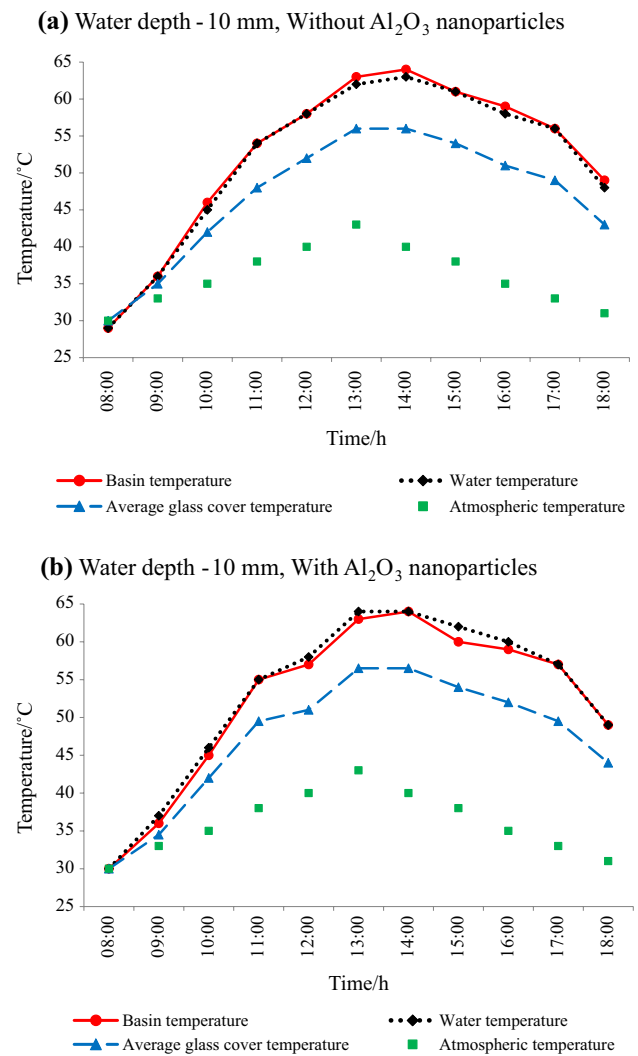 (a) Water depth - 10 mm, Without Al₂O₃ nanoparticles
65
60
55
50
45
40
35
30
25
Temperature/˚C
08:00
09:00
10:00
11:00
12:00
13:00
14:00
15:00
16:00
17:00
18:00
Time/h
Basin temperature
Water temperature
Average glass cover temperature
Atmospheric temperature
(b) Water depth - 10 mm, With Al₂O₃ nanoparticles
65
60
55
50
45
40
35
30
25
Temperature/˚C
08:00
09:00
10:00
11:00
12:00
13:00
14:00
15:00
16:00
17:00
18:00
Time/h
Basin temperature
Water temperature
Average glass cover temperature
Atmospheric temperature